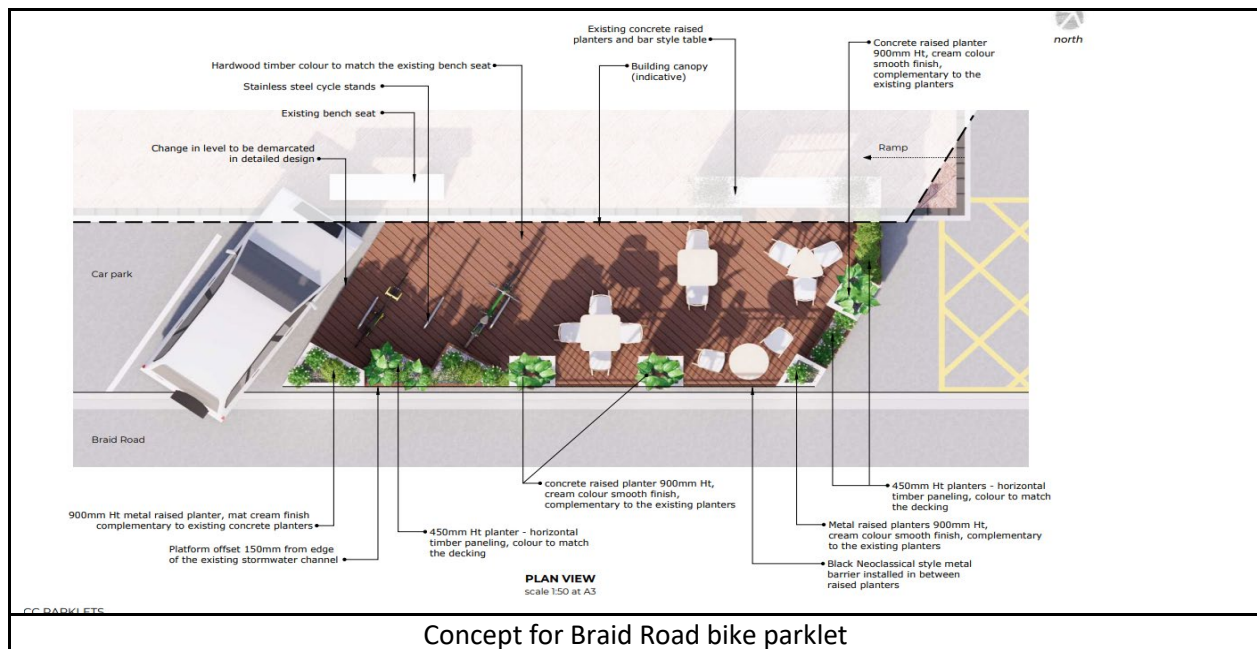 north
Existing concrete raised
planters and bar style table
Concrete raised planter
900mm Ht, cream colour
smooth finish,
complementary to the
existing planters
Hardwood timber colour to match the existing bench seat
Building canopy
(indicative)
Stainless steel cycle stands
Existing bench seat
Change in level to be demarcated
in detailed design
Ramp
Car park
Braid Road
900mm Ht metal raised planter, mat cream finish
complementary to existing concrete planters
Platform offset 150mm from edge
of the existing stormwater channel
450mm Ht planter - horizontal
timber paneling, colour to match
the decking
concrete raised planter 900mm Ht,
cream colour smooth finish,
complementary to the existing planters
450mm Ht planters - horizontal
timber paneling, colour to match
the decking
Metal raised planters 900mm Ht,
cream colour smooth finish, complementary
to the existing planters
Black Neoclassical style metal
barrier installed in between
raised planters
PLAN VIEW
scale 1:50 at A3
CC PARKLETS
Concept for Braid Road bike parklet